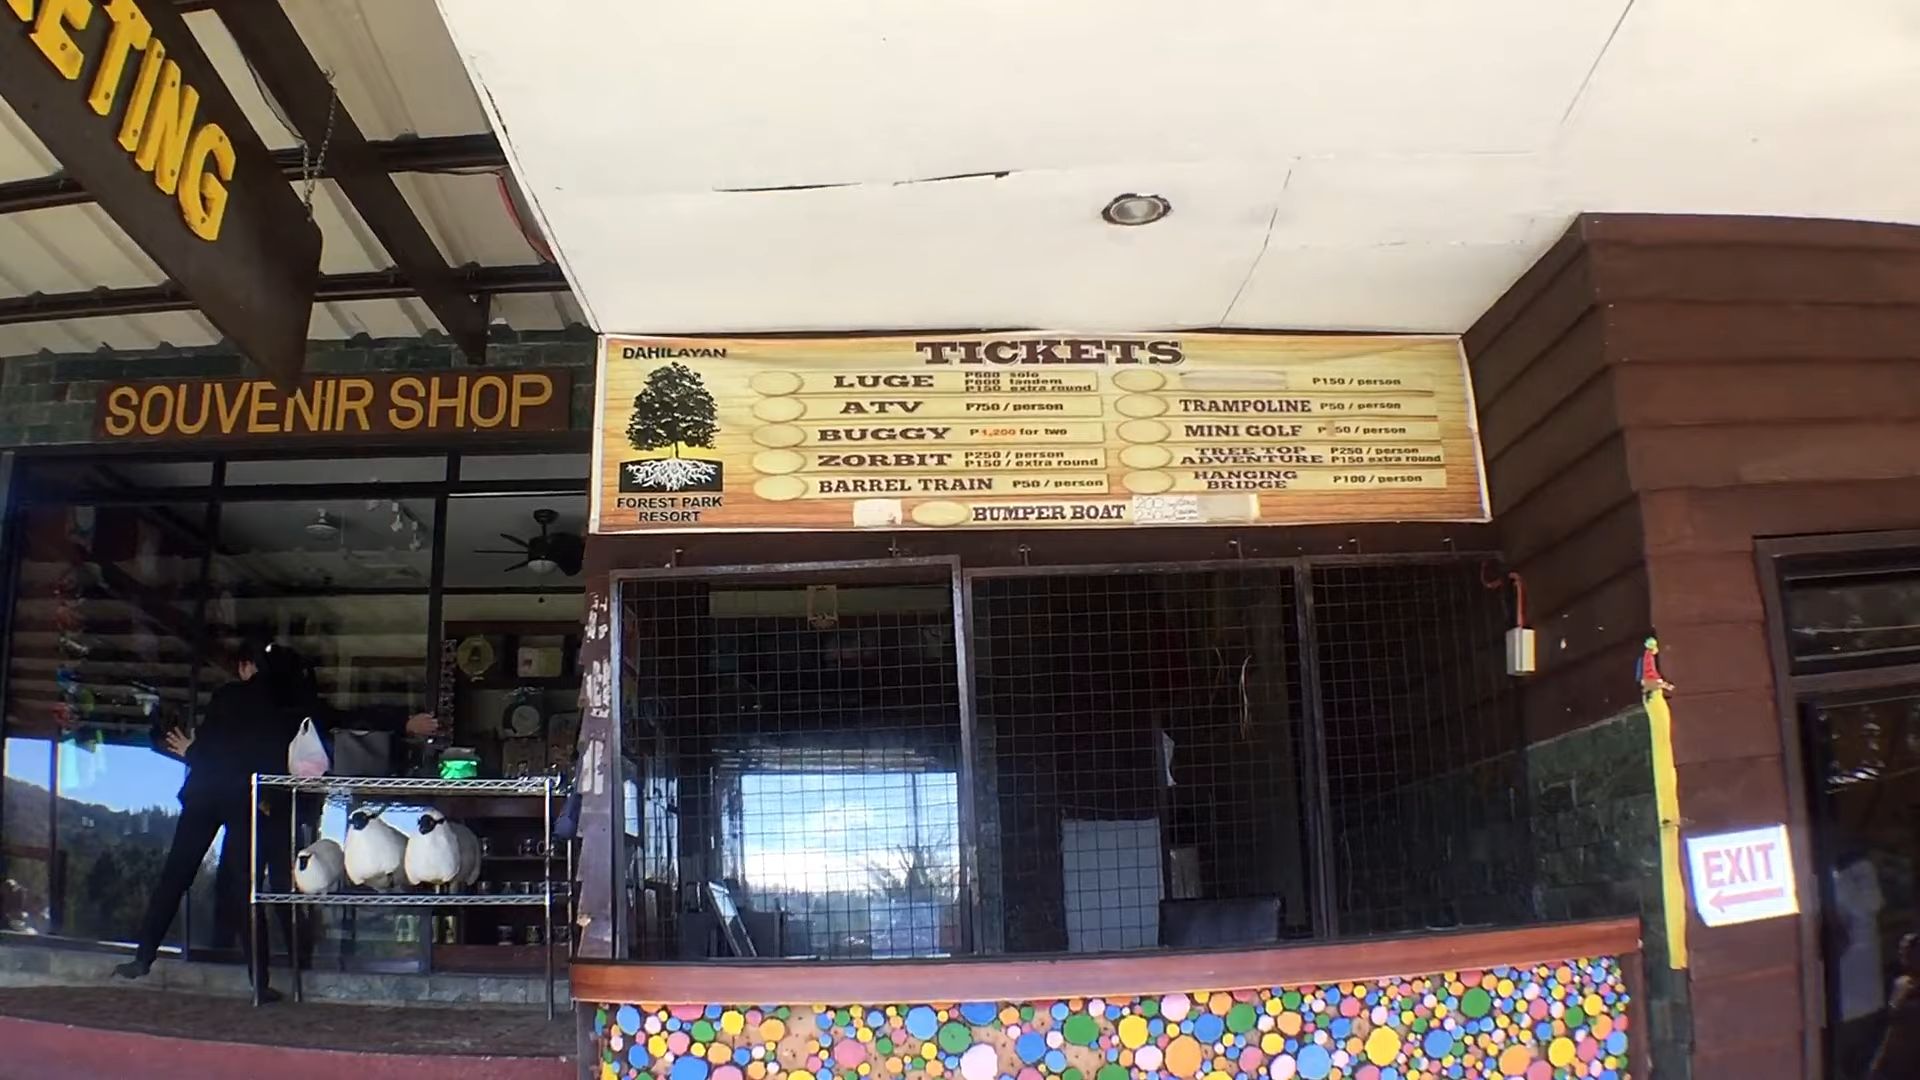 ETING
SOUVENIR SHOP
DAHILAYAN
FOREST PARK
RESORT
TICKETS
LUGE
P600 solo
P800 tandem
P150 extra round
ATV P750 / person
BUGGY P1,200 for two
ZORBIT
P250 / person
P150 / extra round
BARREL TRAIN P50 / person
P150 / person
TRAMPOLINE P50 / person
MINI GOLF P 50 / person
TREE TOP
ADVENTURE
P250 / person
P150 extra round
HANGING
BRIDGE
P100 / person
BUMPER BOAT
EXIT